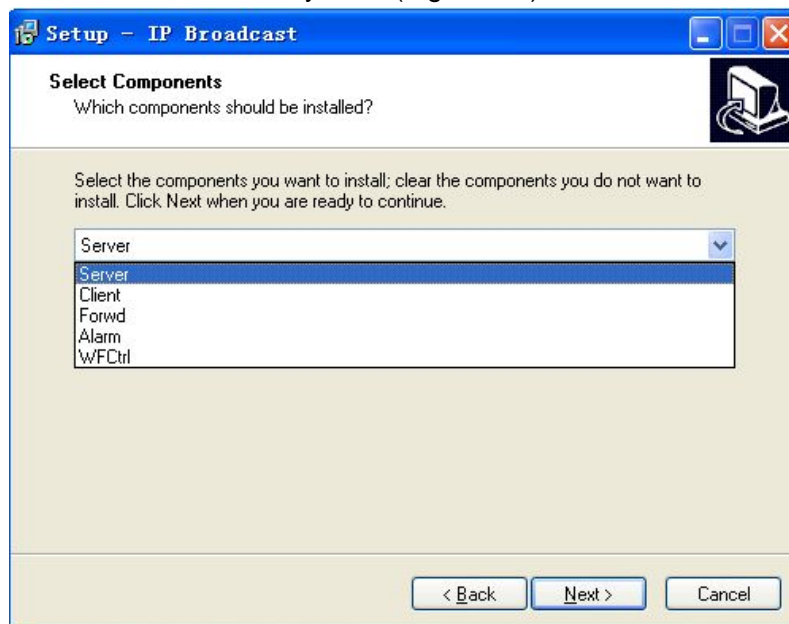 Setup - IP Broadcast
Select Components
Which components should be installed?
Select the components you want to install; clear the components you do not want to
install. Click Next when you are ready to continue.
Server
Server
Client
Forwd
Alarm
WFCtrl
< Back
Next >
Cancel